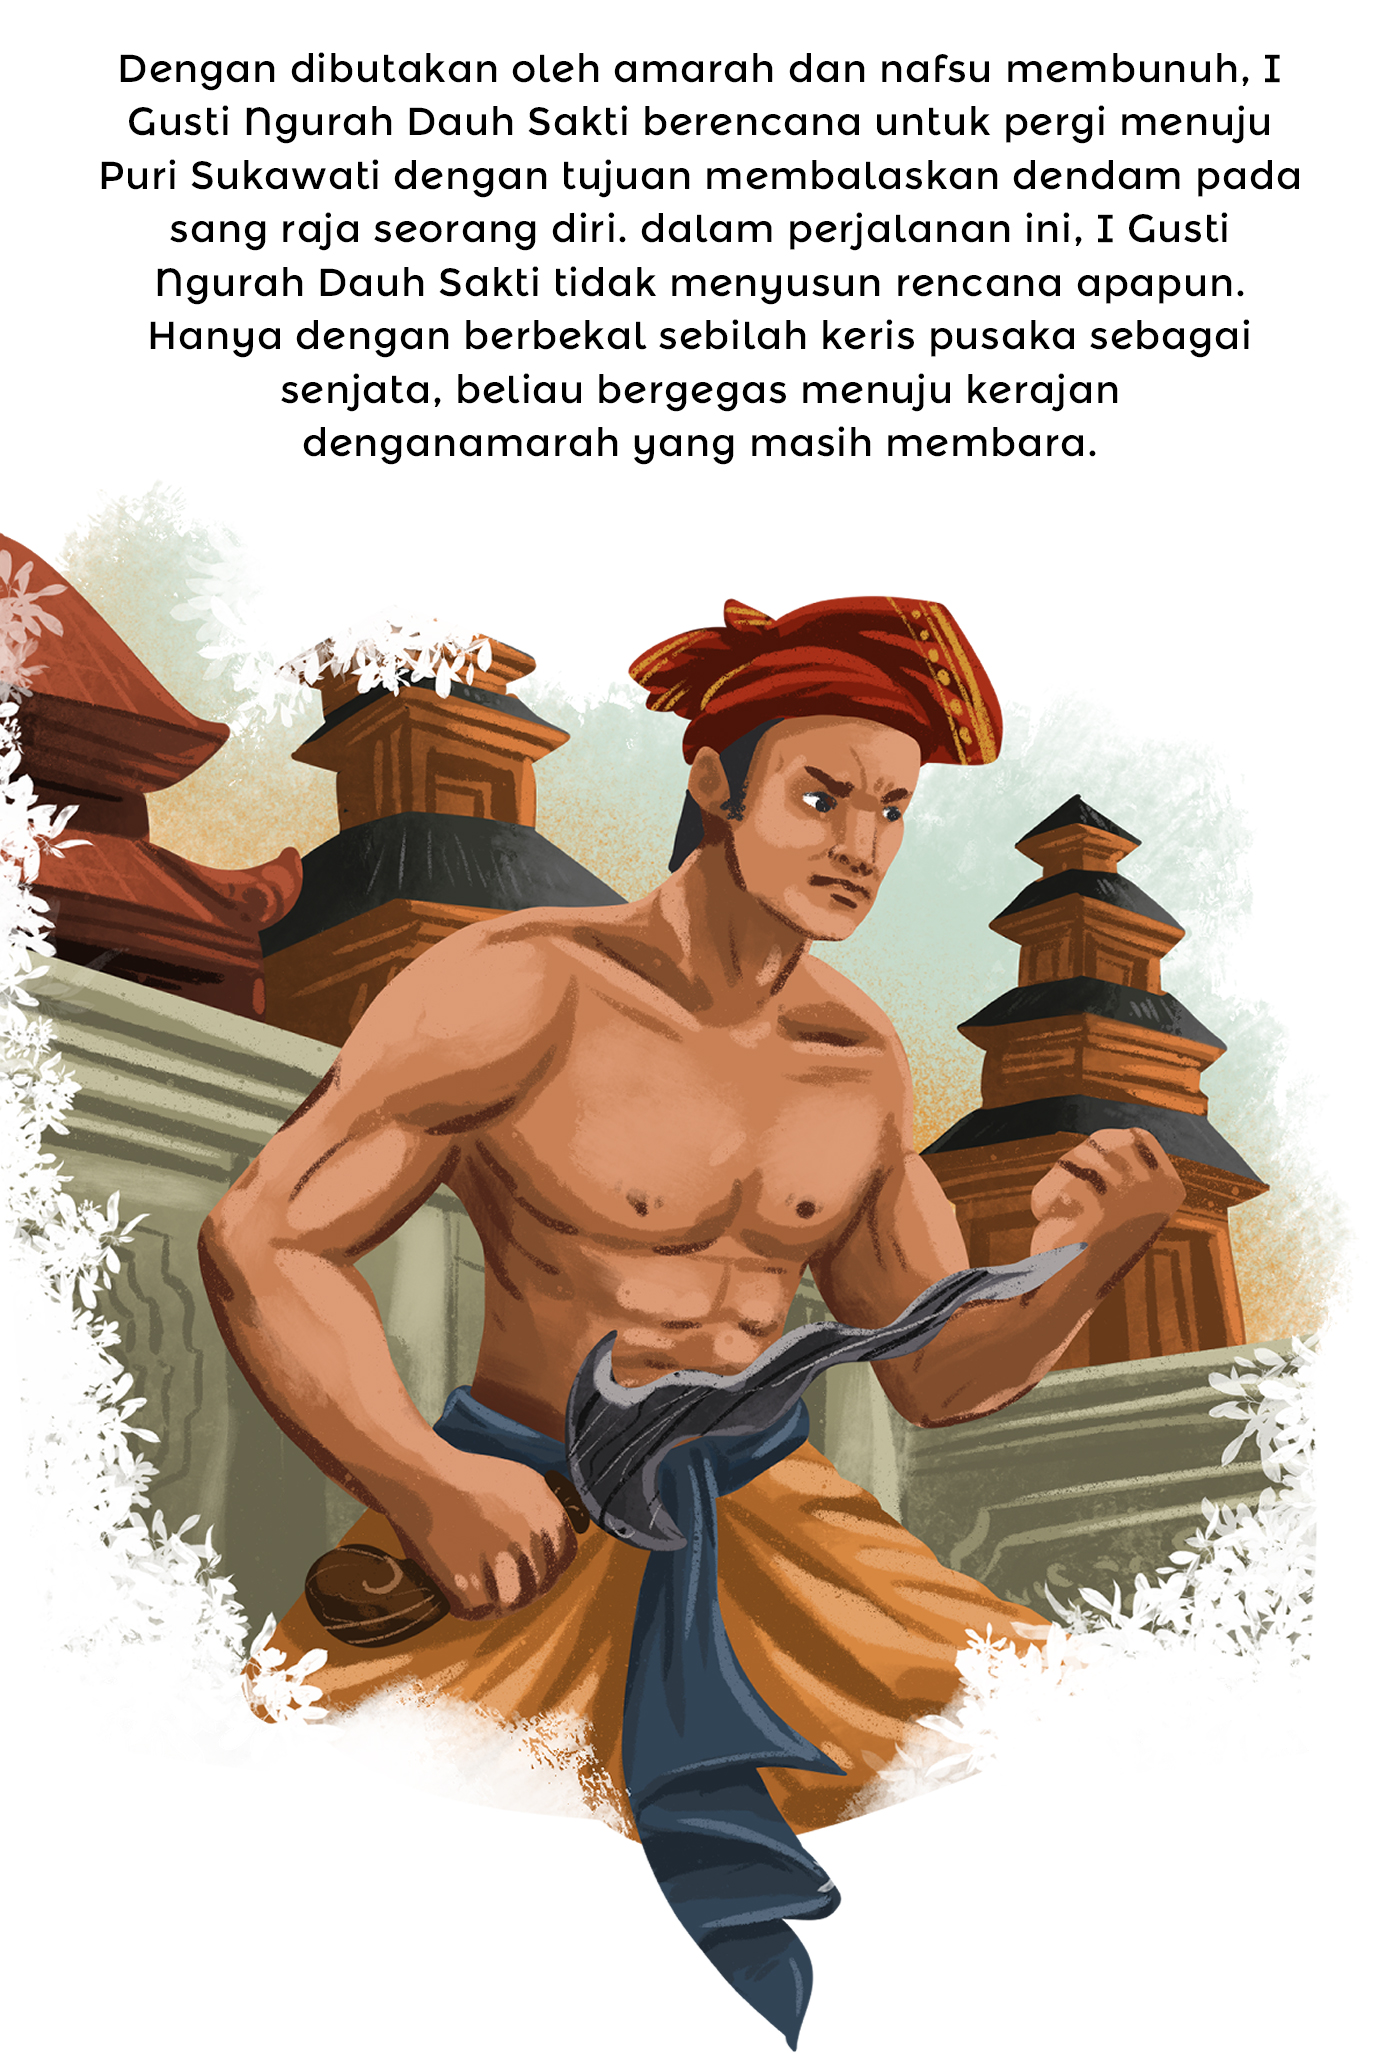 Dengan dibutakan oleh amarah dan nafsu membunuh, I
Gusti Ngurah Dauh Sakti berencana untuk pergi menuju
Puri Sukawati dengan tujuan membalaskan dendam pada
sang raja seorang diri. dalam perjalanan ini, I Gusti
Ngurah Dauh Sakti tidak menyusun rencana apapun.
Hanya dengan berbekal sebilah keris pusaka sebagai
senjata, beliau bergegas menuju kerajan
denganamarah yang masih membara.